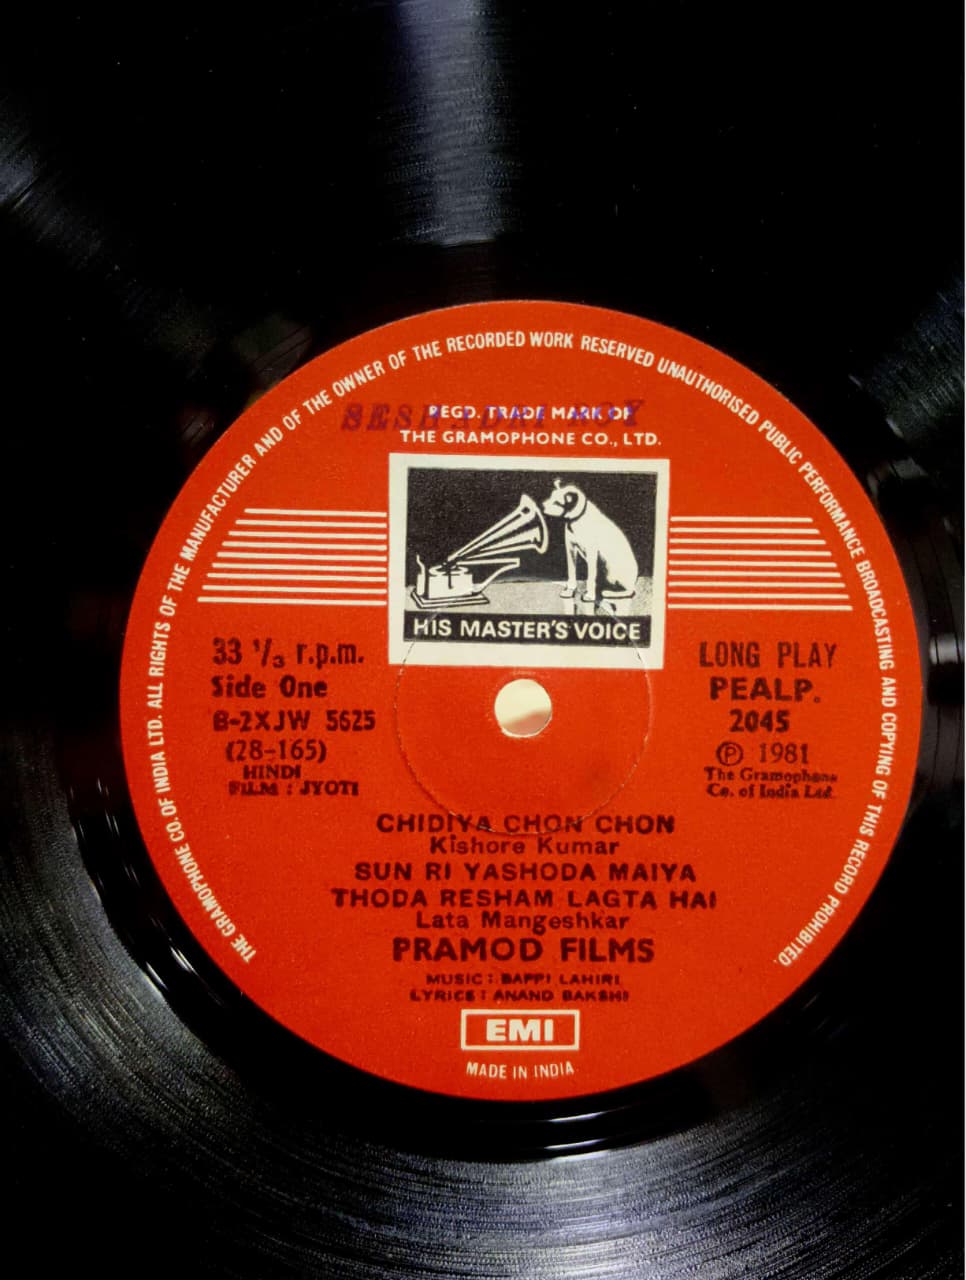 THE GRAMOPHONE CO. OF INDIA LTD. ALL RIGHTS OF THE MANUFACTURER AND OF THE OWNER OF THE RECORDED WORK RESERVED UNAUTHORISED PUBLIC PERFORMANCE BROADCASTING AND COPYING OF THIS RECORD PROHIBITED.
SESHADRI ROY
REGD. TRADE MARK OF
THE GRAMOPHONE CO., LTD.
HIS MASTER'S VOICE
33 1/3 r.p.m.
Side One
B-2XJW 5625
(28-165)
HINDI
FILM : JYOTI
LONG PLAY
PEALP.
2045
Ⓟ 1981
The Gramophone
Co. of India Ltd.
CHIDIYA CHON CHON
Kishore Kumar
SUN RI YASHODA MAIYA
THODA RESHAM LAGTA HAI
Lata Mangeshkar
PRAMOD FILMS
MUSIC : BAPPI LAHIRI
LYRICS : ANAND BAKSHI
EMI
MADE IN INDIA